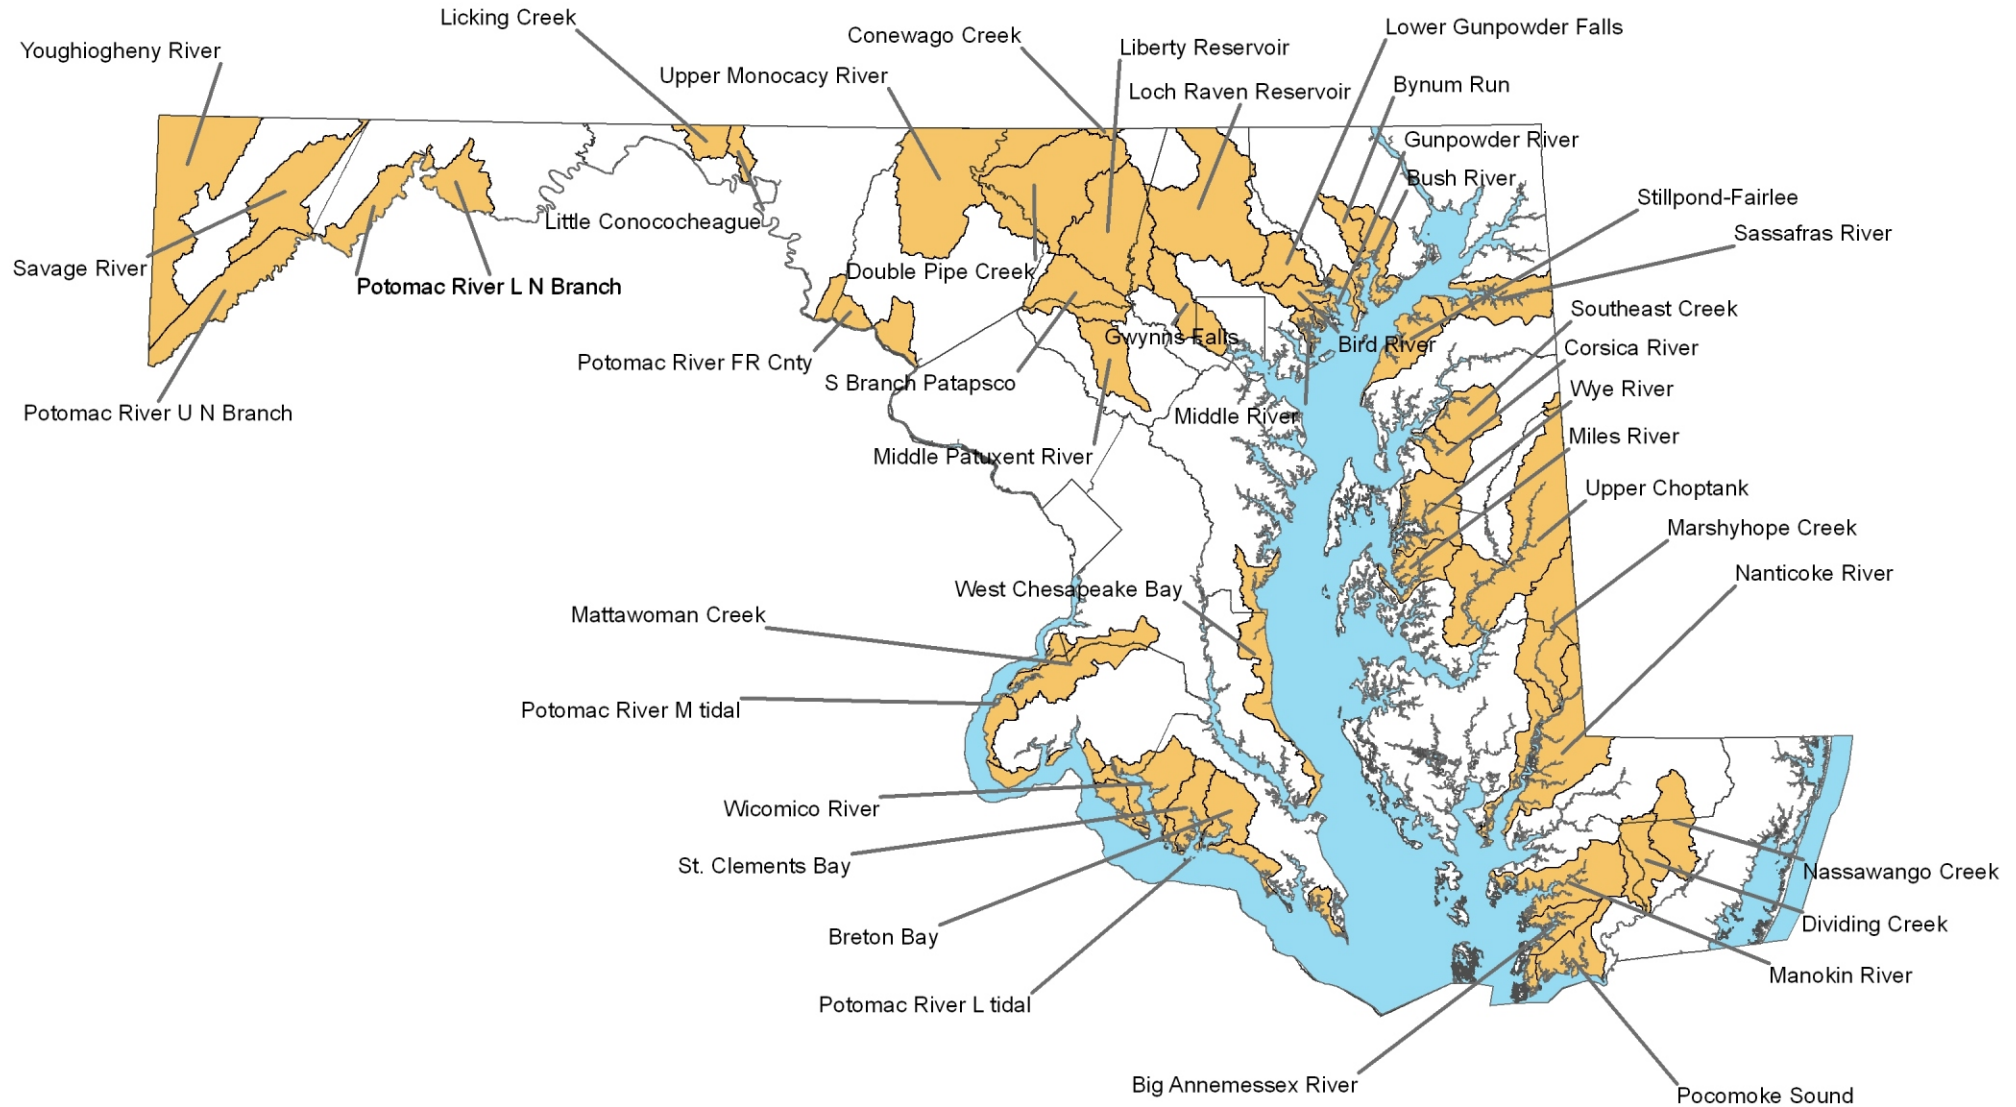 Licking Creek
Lower Gunpowder Falls
Conewago Creek
Liberty Reservoir
Youghiogheny River
Upper Monocacy River
Loch Raven Reservoir
Bynum Run
Gunpowder River
Bush River
Stillpond-Fairlee
Little Conococheague
Sassafras River
Savage River
Double Pipe Creek
Potomac River L N Branch
Southeast Creek
Gwynns Falls
Bird River
Corsica River
Potomac River FR Cnty
S Branch Patapsco
Wye River
Potomac River U N Branch
Middle River
Miles River
Middle Patuxent River
Upper Choptank
Marshyhope Creek
Nanticoke River
West Chesapeake Bay
Mattawoman Creek
Potomac River M tidal
Wicomico River
St. Clements Bay
Nassawango Creek
Dividing Creek
Breton Bay
Manokin River
Potomac River L tidal
Big Annemessex River
Pocomoke Sound